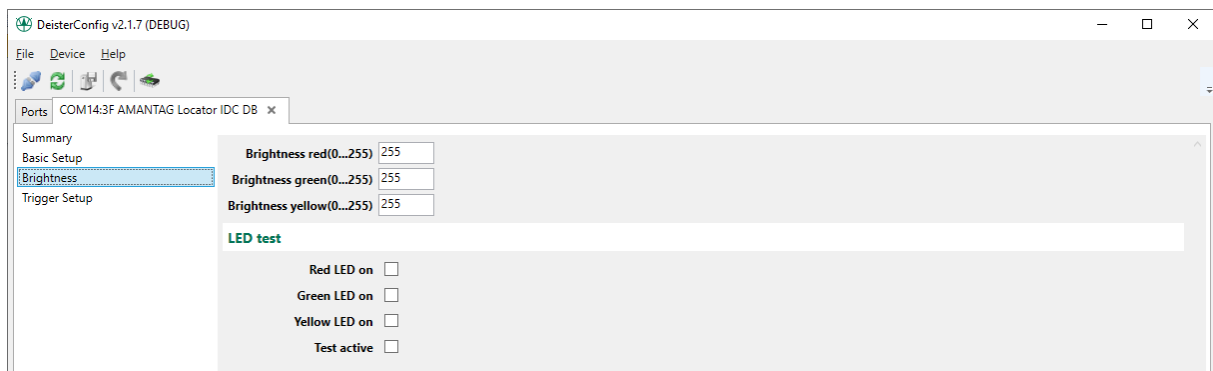 DeisterConfig v2.1.7 (DEBUG)
File Device Help
Ports COM14:3F AMANTAG Locator IDC DB
Summary
Basic Setup
Brightness
Trigger Setup
Brightness red(0...255) 255
Brightness green(0...255) 255
Brightness yellow(0...255) 255
LED test
Red LED on
Green LED on
Yellow LED on
Test active